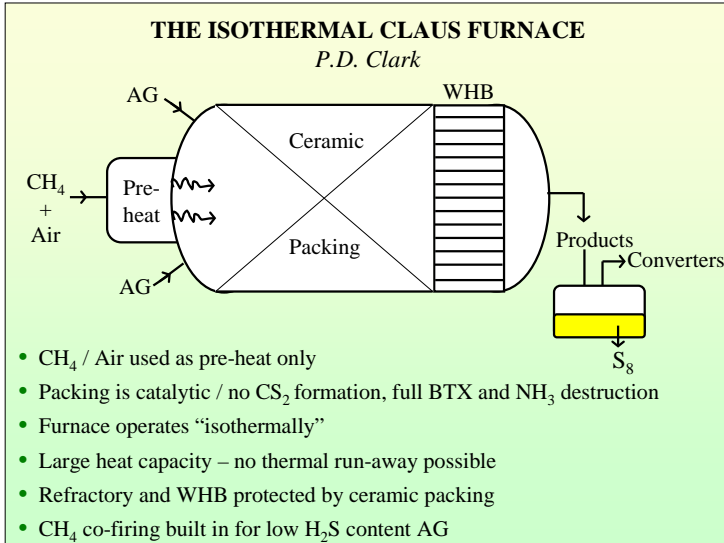 THE ISOTHERMAL CLAUS FURNACE
P.D. Clark
AG
WHB
Ceramic
CH4
+
Air
Pre-
heat
Packing
AG
Products
Converters
S8
• CH4 / Air used as pre-heat only
• Packing is catalytic / no CS2 formation, full BTX and NH3 destruction
• Furnace operates “isothermally”
• Large heat capacity – no thermal run-away possible
• Refractory and WHB protected by ceramic packing
• CH4 co-firing built in for low H2S content AG